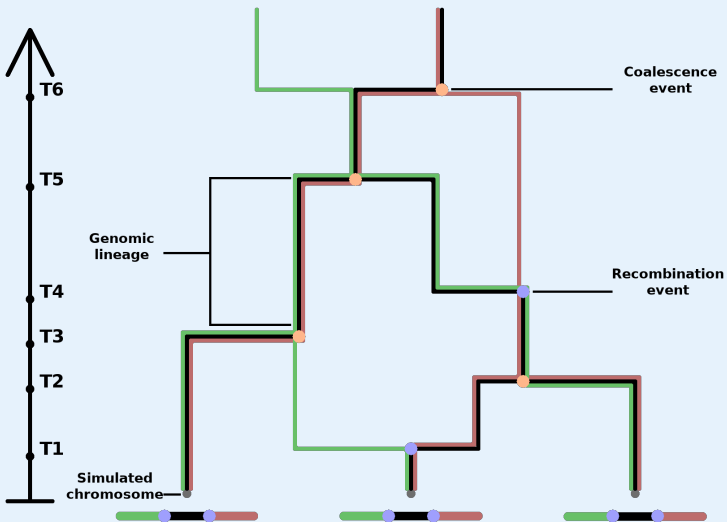 T6
Coalescence
event
T5
Genomic
lineage
Recombination
event
T4
T3
T2
T1
Simulated
chromosome